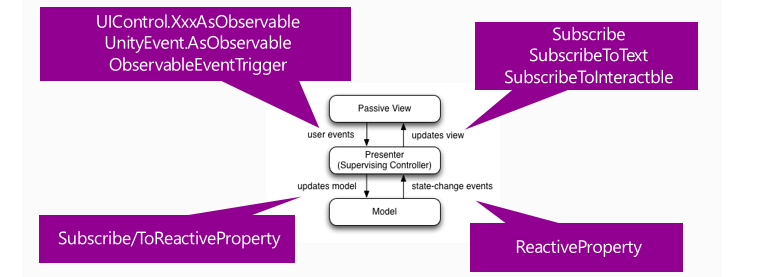 UIControl.XxxAsObservable
UnityEvent.AsObservable
ObservableEventTrigger
Subscribe
SubscribeToText
SubscribeToInteractble
Passive View
user events
updates view
Presenter
(Supervising Controller)
updates model
state-change events
Model
Subscribe/ToReactiveProperty
ReactiveProperty